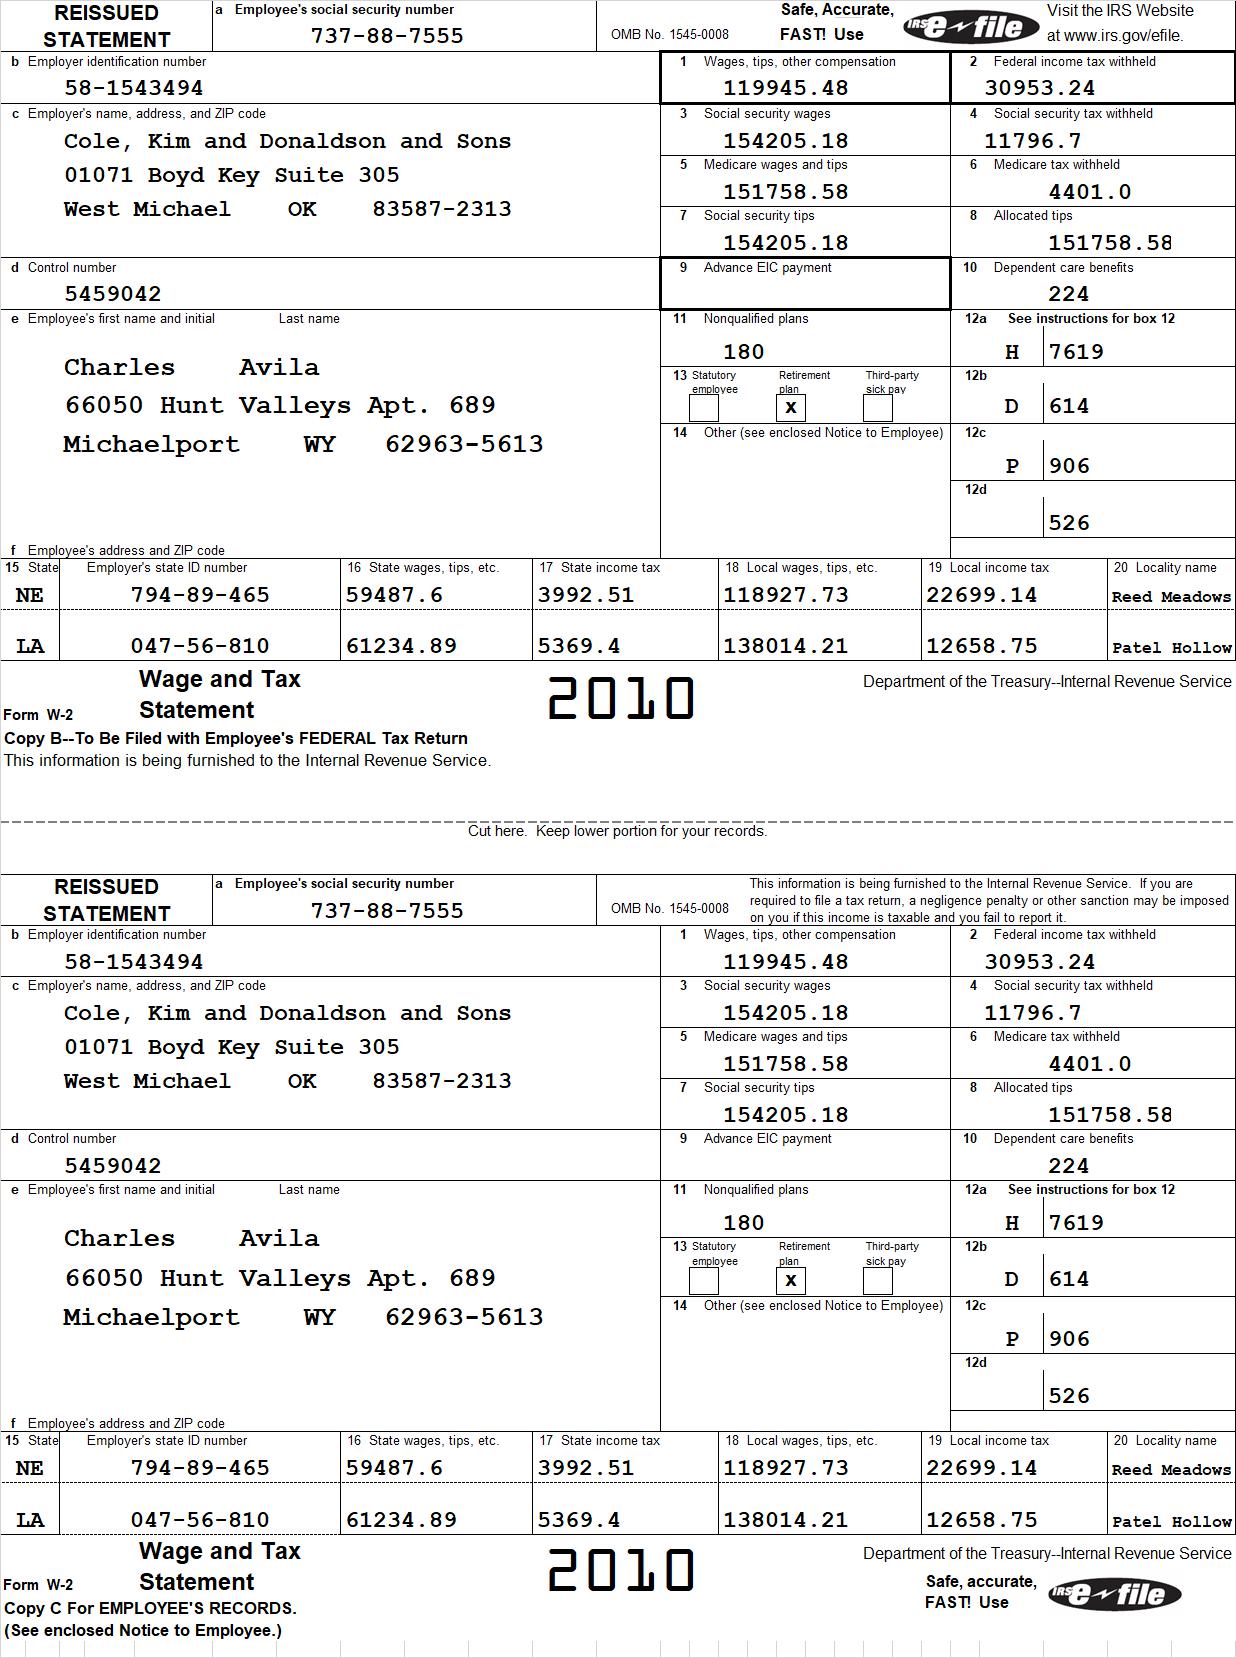 REISSUED STATEMENT
a Employee's social security number
737-88-7555
OMB No. 1545-0008
Safe, Accurate, FAST! Use
IRS e-file
Visit the IRS Website at www.irs.gov/efile.
b Employer identification number
58-1543494
1 Wages, tips, other compensation
119945.48
2 Federal income tax withheld
30953.24
c Employer's name, address, and ZIP code
Cole, Kim and Donaldson and Sons
01071 Boyd Key Suite 305
West Michael OK 83587-2313
3 Social security wages
154205.18
4 Social security tax withheld
11796.7
5 Medicare wages and tips
151758.58
6 Medicare tax withheld
4401.0
7 Social security tips
154205.18
8 Allocated tips
151758.58
d Control number
5459042
9 Advance EIC payment
10 Dependent care benefits
224
e Employee's first name and initial Last name
Charles Avila
66050 Hunt Valleys Apt. 689
Michaelport WY 62963-5613
11 Nonqualified plans
180
12a See instructions for box 12
H 7619
13 Statutory employee
Retirement plan
Third-party sick pay
X
12b
D 614
14 Other (see enclosed Notice to Employee)
12c
P 906
12d
526
f Employee's address and ZIP code
15 State Employer's state ID number 16 State wages, tips, etc. 17 State income tax 18 Local wages, tips, etc. 19 Local income tax 20 Locality name
NE 794-89-465 59487.6 3992.51 118927.73 22699.14 Reed Meadows
LA 047-56-810 61234.89 5369.4 138014.21 12658.75 Patel Hollow
Form W-2
Wage and Tax Statement
2010
Department of the Treasury--Internal Revenue Service
Copy B--To Be Filed with Employee's FEDERAL Tax Return
This information is being furnished to the Internal Revenue Service.
Cut here. Keep lower portion for your records.
REISSUED STATEMENT
a Employee's social security number
737-88-7555
OMB No. 1545-0008
This information is being furnished to the Internal Revenue Service. If you are
required to file a tax return, a negligence penalty or other sanction may be imposed
on you if this income is taxable and you fail to report it.
b Employer identification number
58-1543494
1 Wages, tips, other compensation
119945.48
2 Federal income tax withheld
30953.24
c Employer's name, address, and ZIP code
Cole, Kim and Donaldson and Sons
01071 Boyd Key Suite 305
West Michael OK 83587-2313
3 Social security wages
154205.18
4 Social security tax withheld
11796.7
5 Medicare wages and tips
151758.58
6 Medicare tax withheld
4401.0
7 Social security tips
154205.18
8 Allocated tips
151758.58
d Control number
5459042
9 Advance EIC payment
10 Dependent care benefits
224
e Employee's first name and initial Last name
Charles Avila
66050 Hunt Valleys Apt. 689
Michaelport WY 62963-5613
11 Nonqualified plans
180
12a See instructions for box 12
H 7619
13 Statutory employee
Retirement plan
Third-party sick pay
X
12b
D 614
14 Other (see enclosed Notice to Employee)
12c
P 906
12d
526
f Employee's address and ZIP code
15 State Employer's state ID number 16 State wages, tips, etc. 17 State income tax 18 Local wages, tips, etc. 19 Local income tax 20 Locality name
NE 794-89-465 59487.6 3992.51 118927.73 22699.14 Reed Meadows
LA 047-56-810 61234.89 5369.4 138014.21 12658.75 Patel Hollow
Form W-2
Wage and Tax Statement
2010
Department of the Treasury--Internal Revenue Service
Safe, accurate, FAST! Use
IRS e-file
Copy C For EMPLOYEE'S RECORDS.
(See enclosed Notice to Employee.)